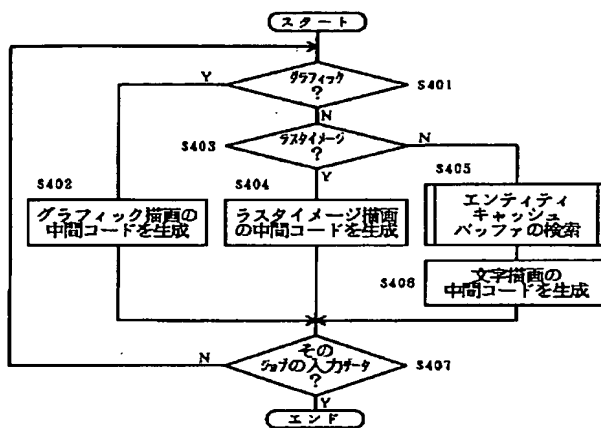 スタート
グラフィック
?
Y
S401
N
ラスタイメージ
?
S403
N
Y
S402
S404
S405
グラフィック描画の
中間コードを生成
ラスタイメージ描画
の中間コードを生成
エンティティ
キャッシュ
バッファの検索
S406
文字描画の
中間コードを生成
その
ジョブの入力データ
?
N
S407
Y
エンド